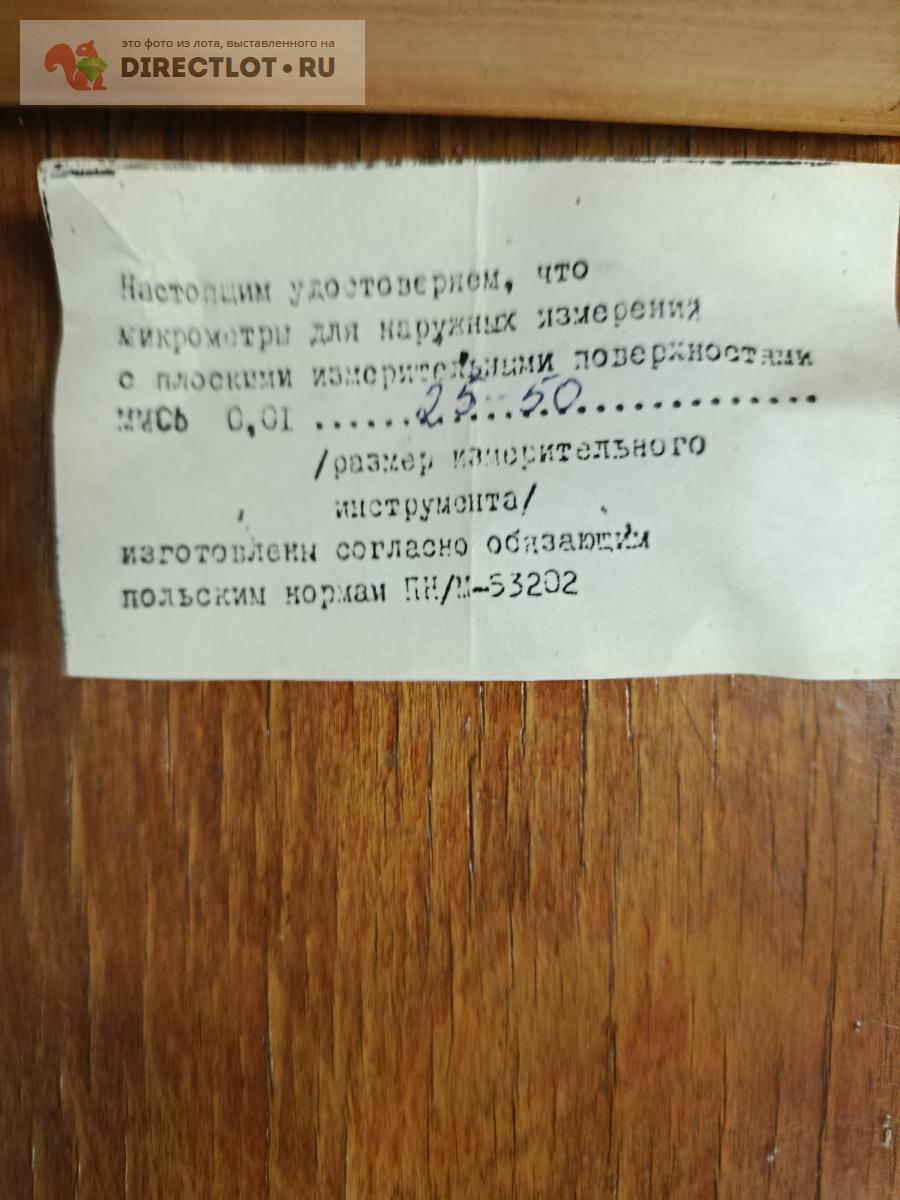 это фото из лота, выставленного на
DIRECTLOT.RU
Настоящим удостоверяем, что
микрометры для наружных измерения
с плоскими измерительными поверхностями
ММСЬ 0,01 ......25-50..............
/размер измерительного
инструмента/
изготовлены согласно обязающим
польским нормам ПН/М-53202